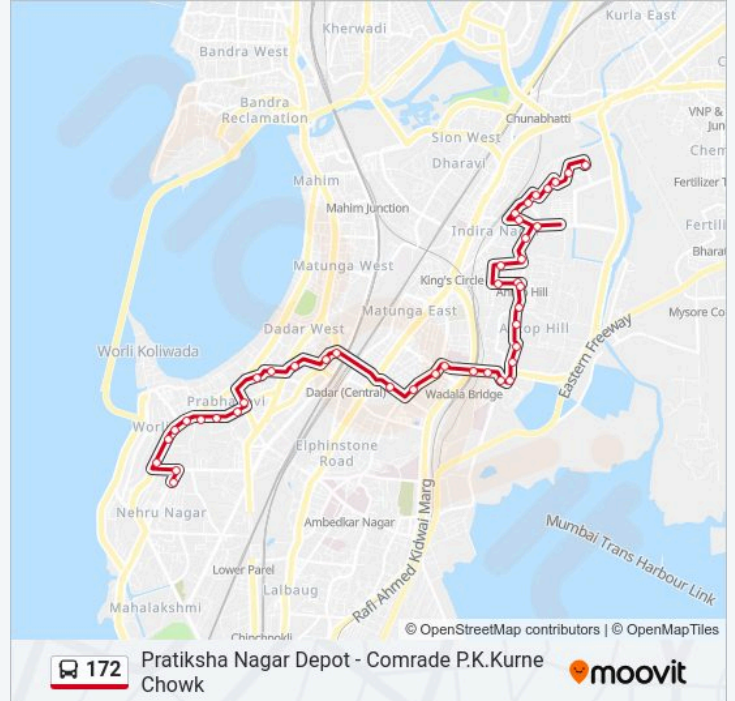 Kurla East
Kherwadi
Bandra West
Bandra
Reclamation
Chunabhatti
VNP &
Jun
Sion West
Dharavi
Chem
Mahim
Fertilizer T
Mahim Junction
Indira Na
Fertili
Matunga West
Bharat
King's Circle
Antop Hill
Matunga East
Mysore Co
Dadar West
Antop Hill
Eastern Freeway
Worli Koliwada
Dadar (Central)
Wadala Bridge
Prabhadevi
Worli
Elphinstone
Road
Nehru Nagar
Ambedkar Nagar
Rafi Ahmed Kidwai Marg
Mumbai Trans Harbour Link
Lower Parel
Lalbaug
Mahalakshmi
Chinchpokli
© OpenStreetMap contributors | © OpenMapTiles
172
Pratiksha Nagar Depot - Comrade P.K.Kurne
Chowk
moovit